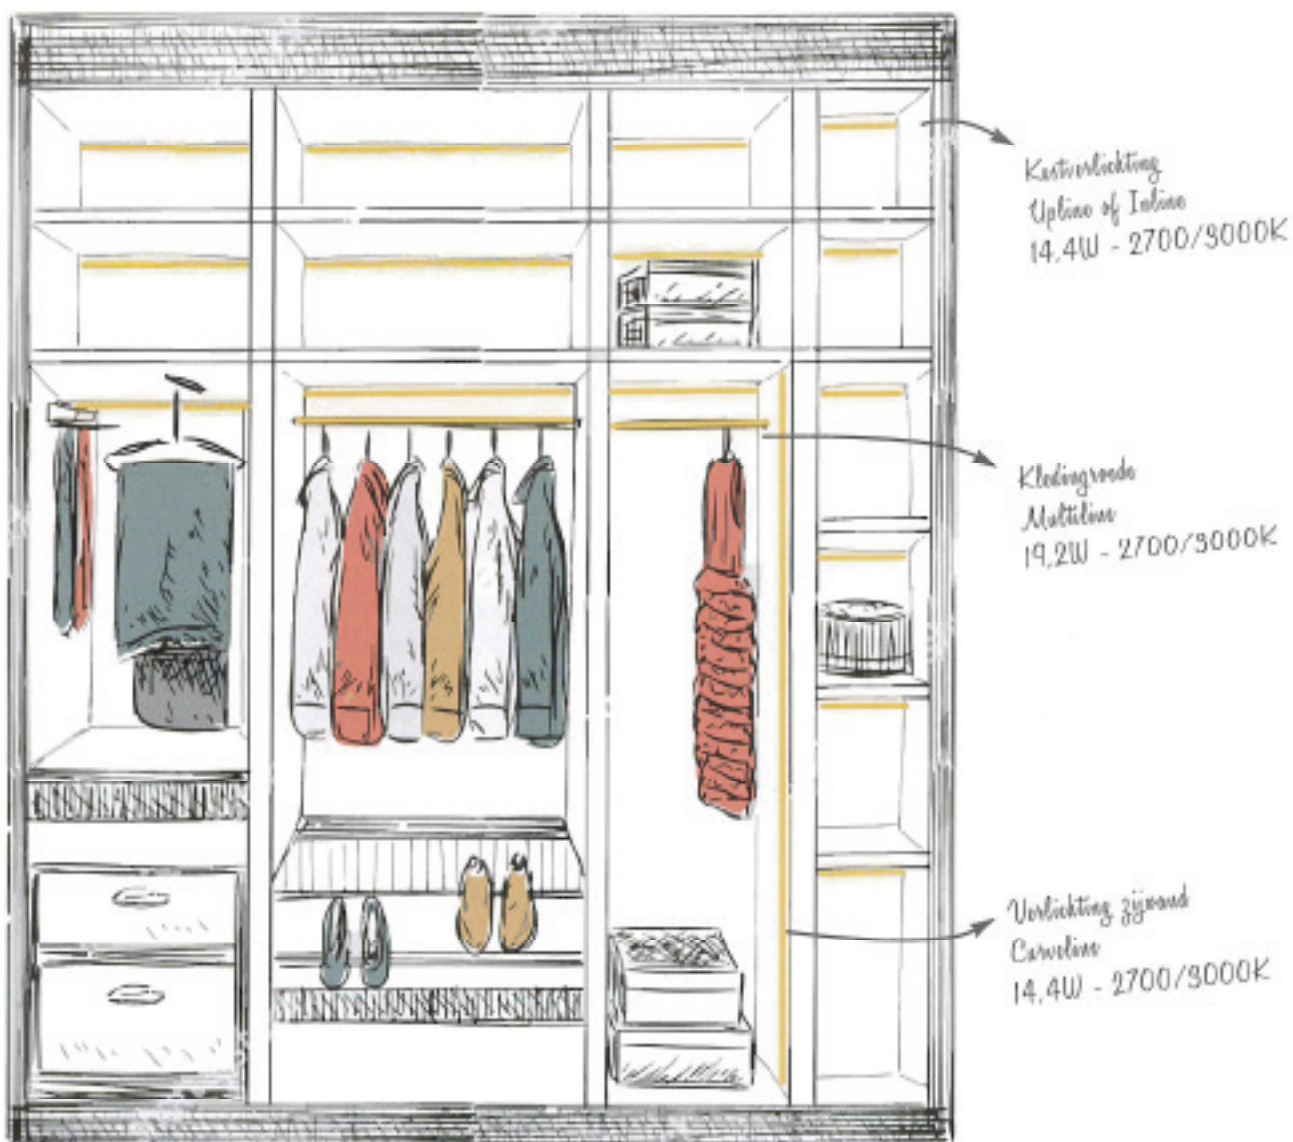 Kastverlichting
Upline of Inline
14,4W - 2700/3000K
Kledingroede
Multiline
19,2W - 2700/3000K
Verlichting zijwand
Curveline
14,4W - 2700/3000K